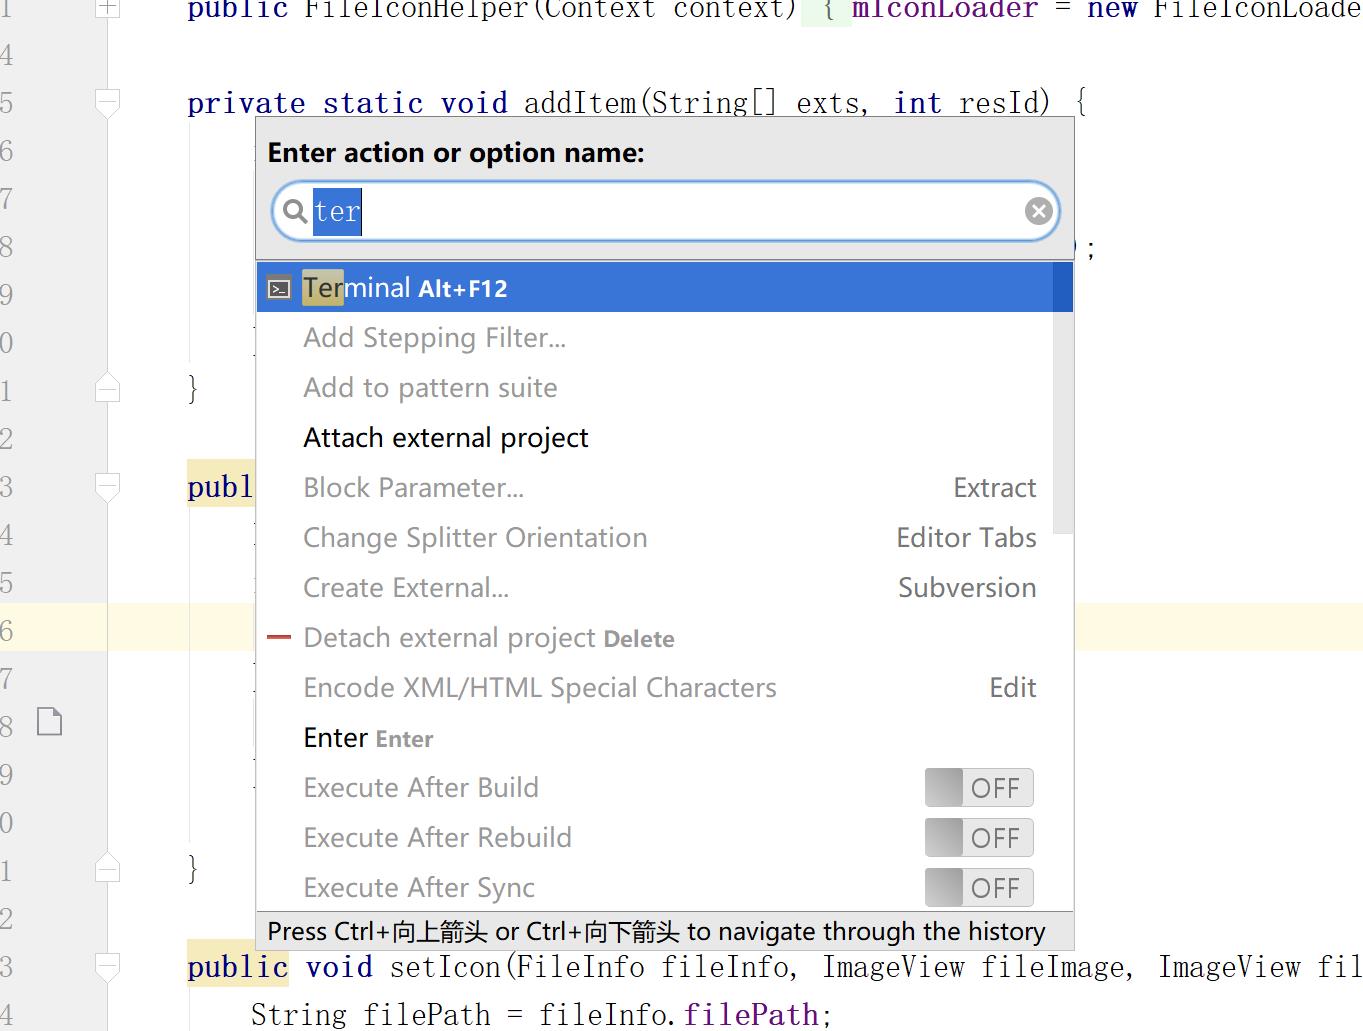 1 public FileIconHelper(Context context) { mIconLoader = new FileIconLoade
4
5 private static void addItem(String[] exts, int resId) {
6
Enter action or option name:
7
ter
8 );
9
Terminal Alt+F12
0
Add Stepping Filter...
1 }
Add to pattern suite
2
Attach external project
3 publ
Block Parameter... Extract
4
Change Splitter Orientation Editor Tabs
5
Create External... Subversion
6
Detach external project Delete
7
Encode XML/HTML Special Characters Edit
8
Enter Enter
9
Execute After Build OFF
0
Execute After Rebuild OFF
1 }
Execute After Sync OFF
2
Press Ctrl+向上箭头 or Ctrl+向下箭头 to navigate through the history
3 public void setIcon(FileInfo fileInfo, ImageView fileImage, ImageView fil
4 String filePath = fileInfo.filePath;